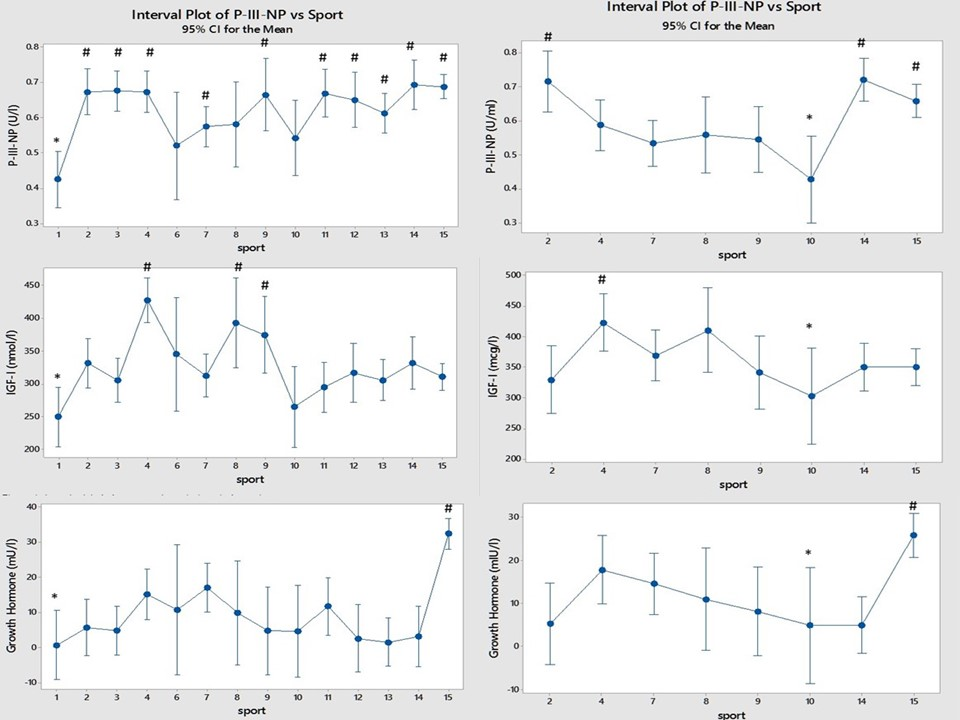 Interval Plot of P-III-NP vs Sport
95% CI for the Mean
P-III-NP (U/l)
0.8
0.7
0.6
0.5
0.4
0.3
* # # # # # # # # # #
1 2 3 4 6 7 8 9 10 11 12 13 14 15
sport
Interval Plot of P-III-NP vs Sport
95% CI for the Mean
P-III-NP (U/ml)
0.8
0.7
0.6
0.5
0.4
0.3
# * # #
2 4 7 8 9 10 14 15
sport
IGF-I (nmol/l)
450
400
350
300
250
200
* # # #
1 2 3 4 6 7 8 9 10 11 12 13 14 15
sport
IGF-I (mcg/l)
500
450
400
350
300
250
200
# *
2 4 7 8 9 10 14 15
sport
Growth Hormone (mU/l)
40
30
20
10
0
-10
* #
1 2 3 4 6 7 8 9 10 11 12 13 14 15
sport
Growth Hormone (mIU/l)
30
20
10
0
-10
* #
2 4 7 8 9 10 14 15
sport